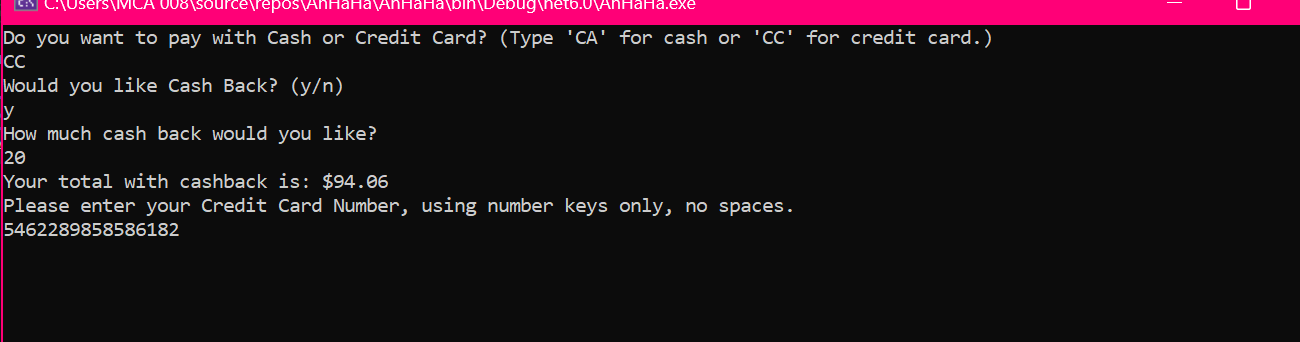 C:\Users\MCA 008\source\repos\AhHaHa\AhHaHa\bin\Debug\net6.0\AhHaHa.exe
Do you want to pay with Cash or Credit Card? (Type 'CA' for cash or 'CC' for credit card.)
CC
Would you like Cash Back? (y/n)
y
How much cash back would you like?
20
Your total with cashback is: $94.06
Please enter your Credit Card Number, using number keys only, no spaces.
5462289858586182